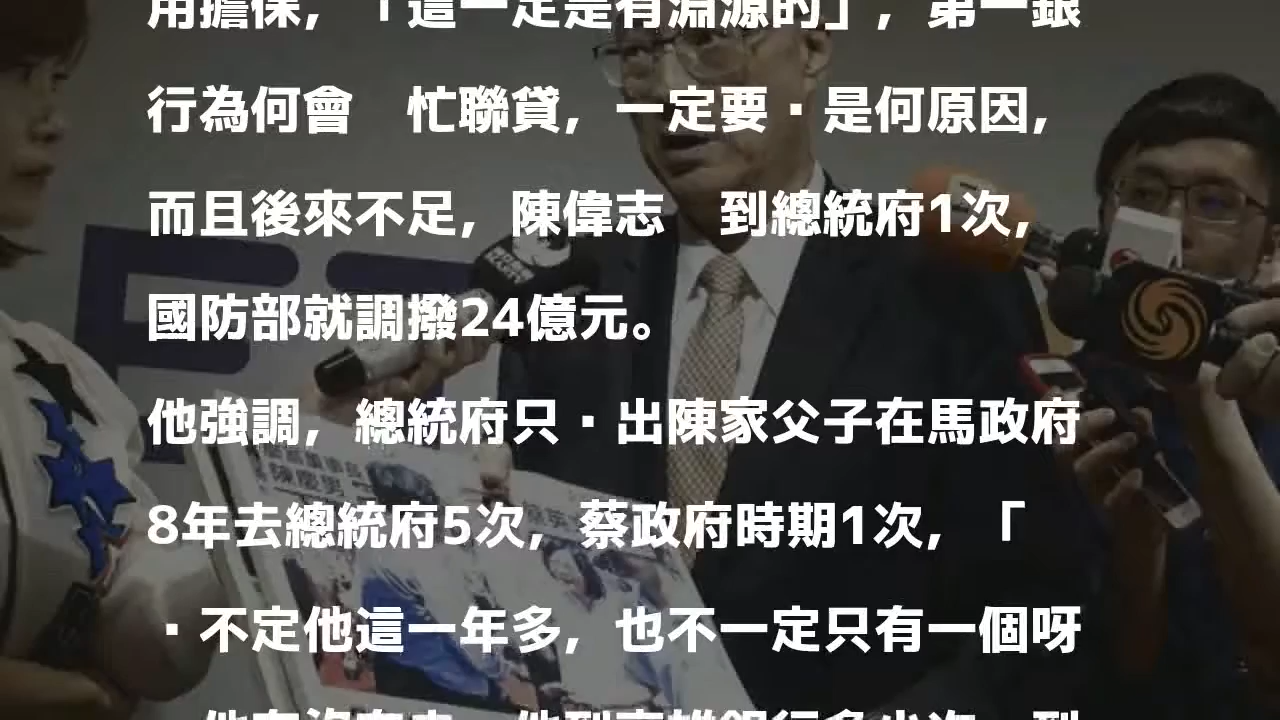 用擔保，「這一定是有淵源的」，第一銀
行為何會　忙聯貸，一定要・是何原因，
而且後來不足，陳偉志　到總統府1次，
國防部就調撥24億元。
他強調，總統府只・出陳家父子在馬政府
8年去總統府5次，蔡政府時期1次，「
・不定他這一年多，也不一定只有一個呀